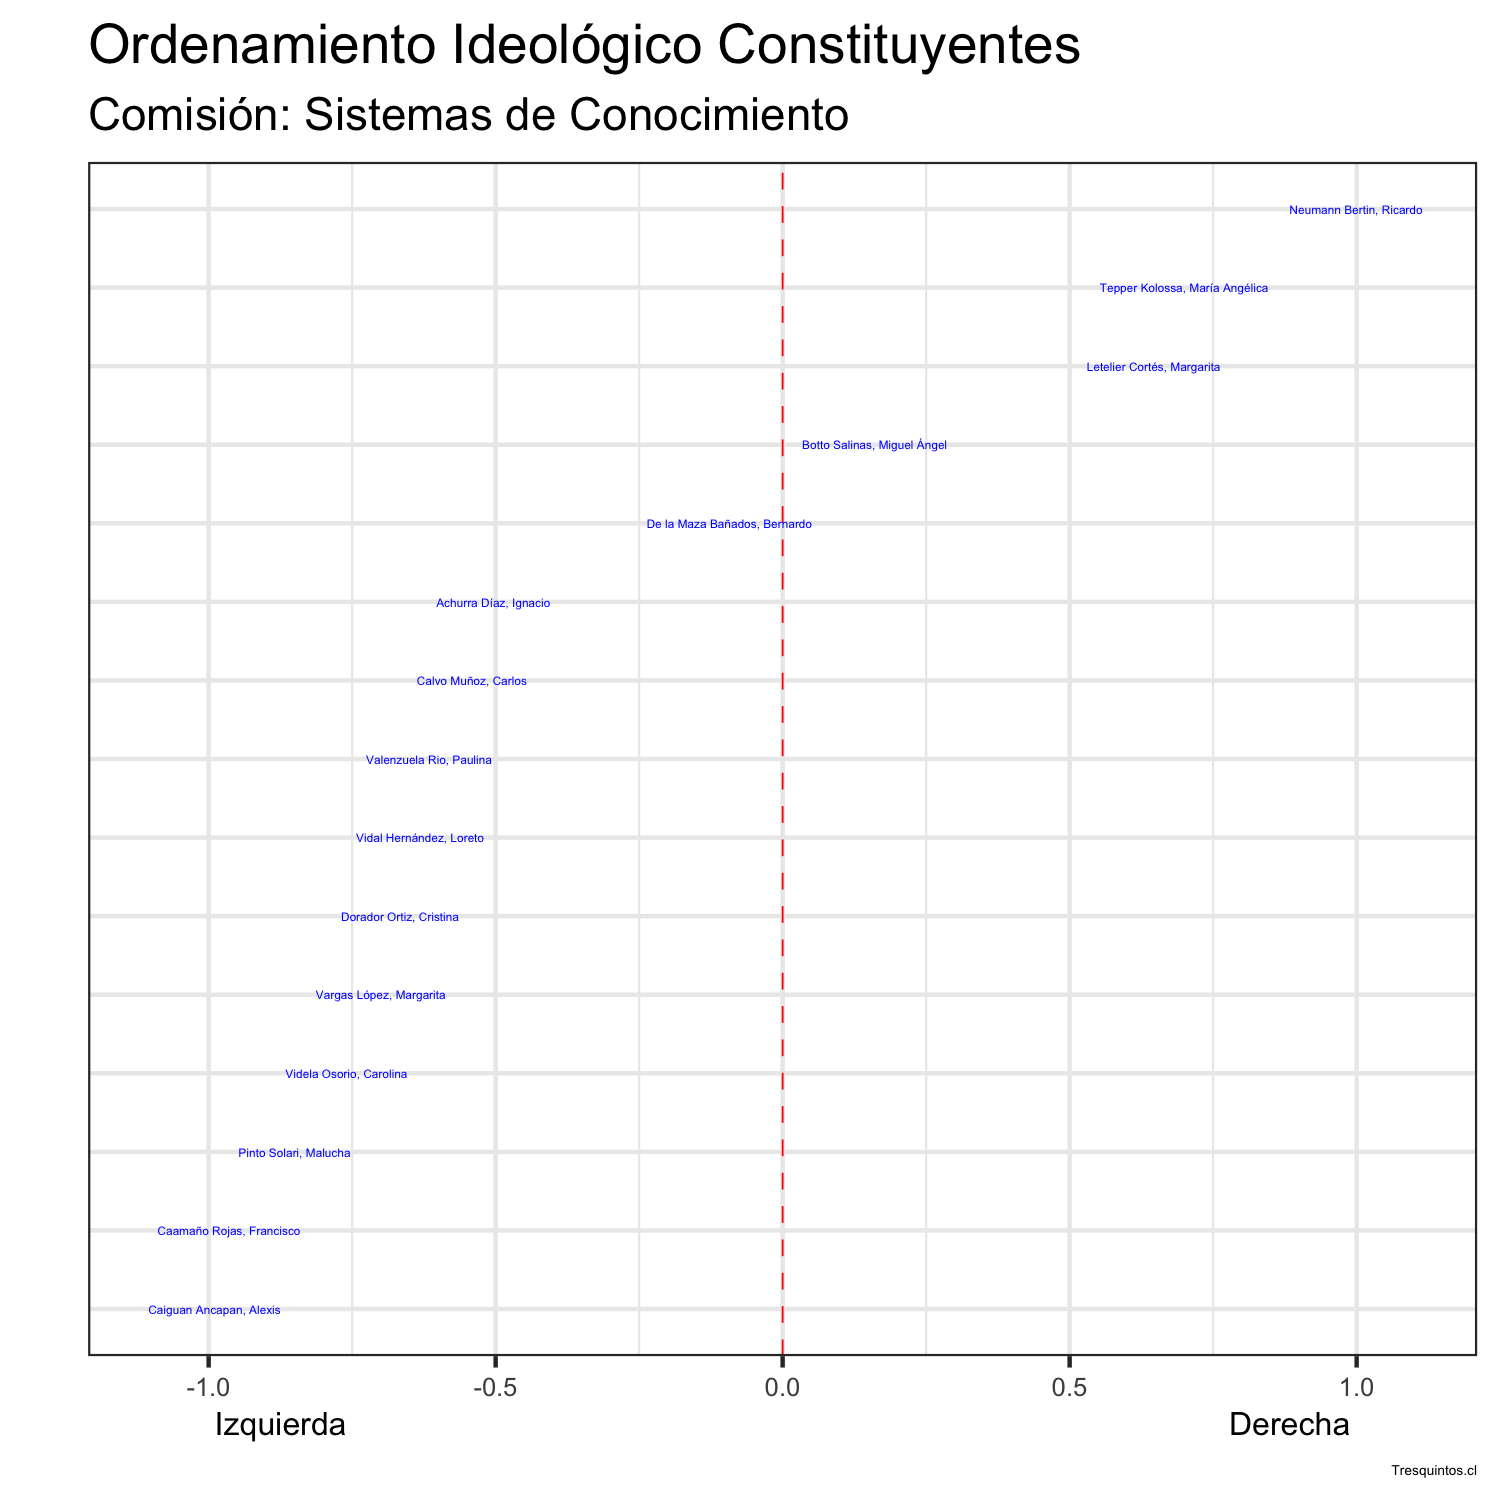 Ordenamiento Ideológico Constituyentes
Comisión: Sistemas de Conocimiento
Neumann Bertin, Ricardo
Tepper Kolossa, María Angélica
Letelier Cortés, Margarita
Botto Salinas, Miguel Ángel
De la Maza Bañados, Bernardo
Achurra Díaz, Ignacio
Calvo Muñoz, Carlos
Valenzuela Rio, Paulina
Vidal Hernández, Loreto
Dorador Ortiz, Cristina
Vargas López, Margarita
Videla Osorio, Carolina
Pinto Solari, Malucha
Caamaño Rojas, Francisco
Caiguan Ancapan, Alexis
-1.0 -0.5 0.0 0.5 1.0
Izquierda Derecha
Tresquintos.cl